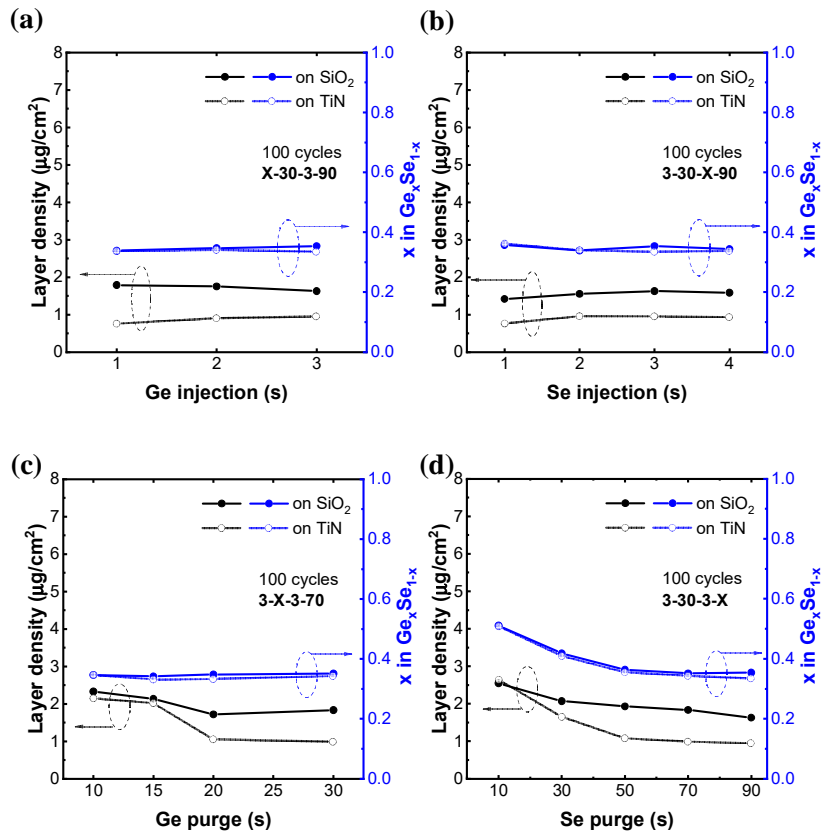 (a)
8
7
6
5
4
3
2
1
0
Layer density (μg/cm²)
1.0
0.8
0.6
0.4
0.2
0.0
x in GeₓSe₁₋ₓ
on SiO₂
on TiN
100 cycles
X-30-3-90
1 2 3
Ge injection (s)
(b)
8
7
6
5
4
3
2
1
0
Layer density (μg/cm²)
1.0
0.8
0.6
0.4
0.2
0.0
x in GeₓSe₁₋ₓ
on SiO₂
on TiN
100 cycles
3-30-X-90
1 2 3 4
Se injection (s)
(c)
8
7
6
5
4
3
2
1
0
Layer density (μg/cm²)
1.0
0.8
0.6
0.4
0.2
0.0
x in GeₓSe₁₋ₓ
on SiO₂
on TiN
100 cycles
3-X-3-70
10 15 20 25 30
Ge purge (s)
(d)
8
7
6
5
4
3
2
1
0
Layer density (μg/cm²)
1.0
0.8
0.6
0.4
0.2
0.0
x in GeₓSe₁₋ₓ
on SiO₂
on TiN
100 cycles
3-30-3-X
10 30 50 70 90
Se purge (s)